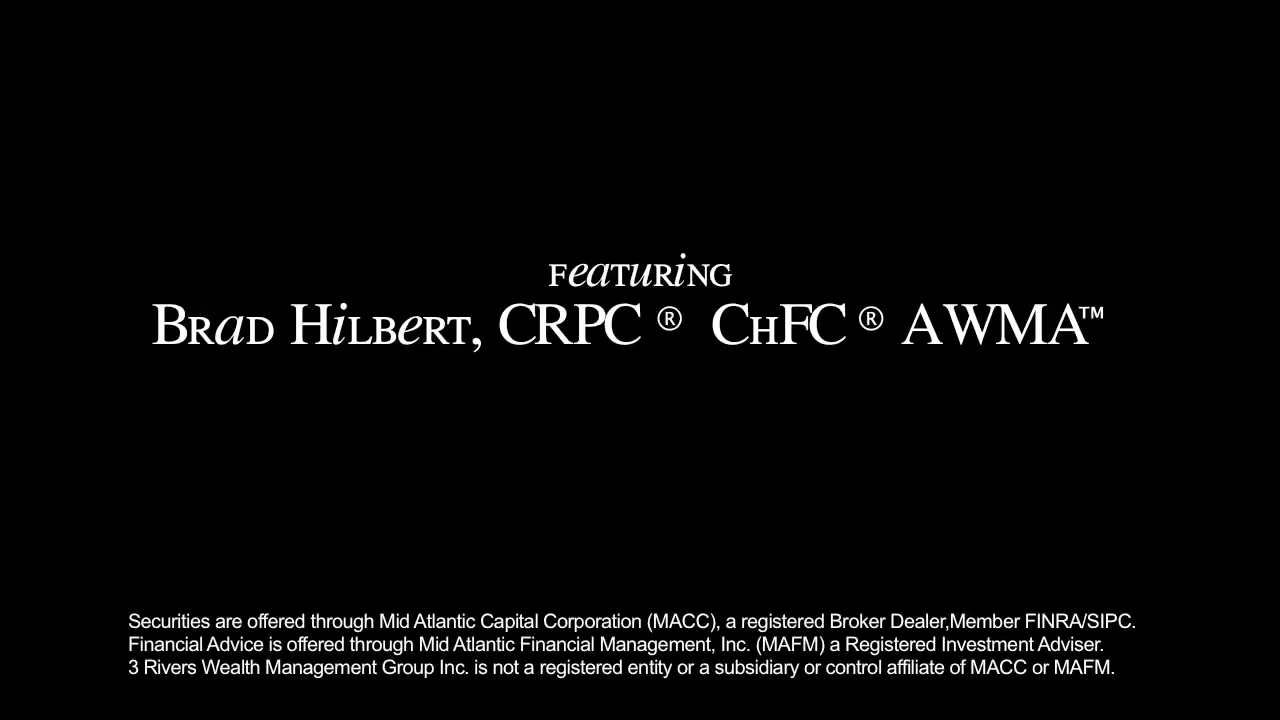 Featuring
Brad Hilbert, CRPC ® ChFC ® AWMA™
Securities are offered through Mid Atlantic Capital Corporation (MACC), a registered Broker Dealer,Member FINRA/SIPC.
Financial Advice is offered through Mid Atlantic Financial Management, Inc. (MAFM) a Registered Investment Adviser.
3 Rivers Wealth Management Group Inc. is not a registered entity or a subsidiary or control affiliate of MACC or MAFM.